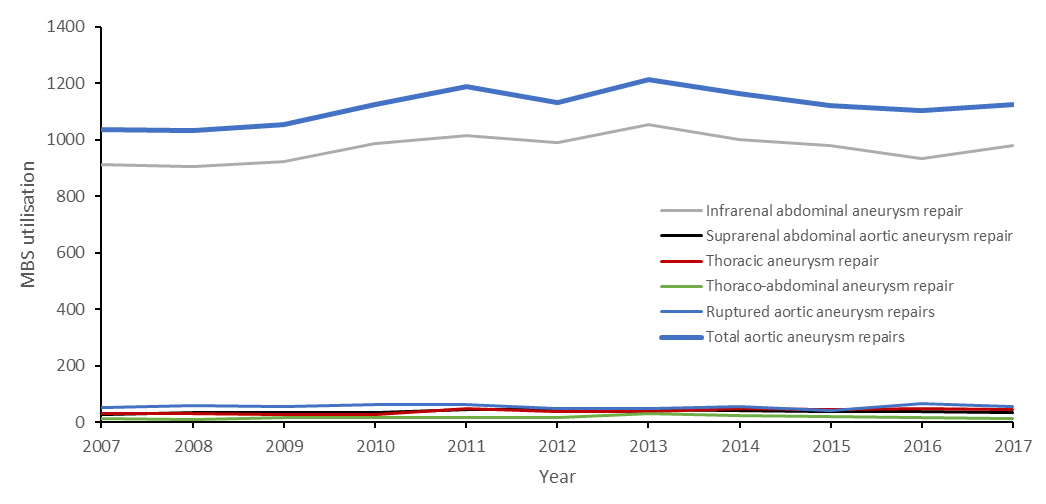 1400
1200
1000
800
600
400
200
0
MBS utilisation
Infrarenal abdominal aneurysm repair
Suprarenal abdominal aortic aneurysm repair
Thoracic aneurysm repair
Thoraco-abdominal aneurysm repair
Ruptured aortic aneurysm repairs
Total aortic aneurysm repairs
2007 2008 2009 2010 2011 2012 2013 2014 2015 2016 2017
Year